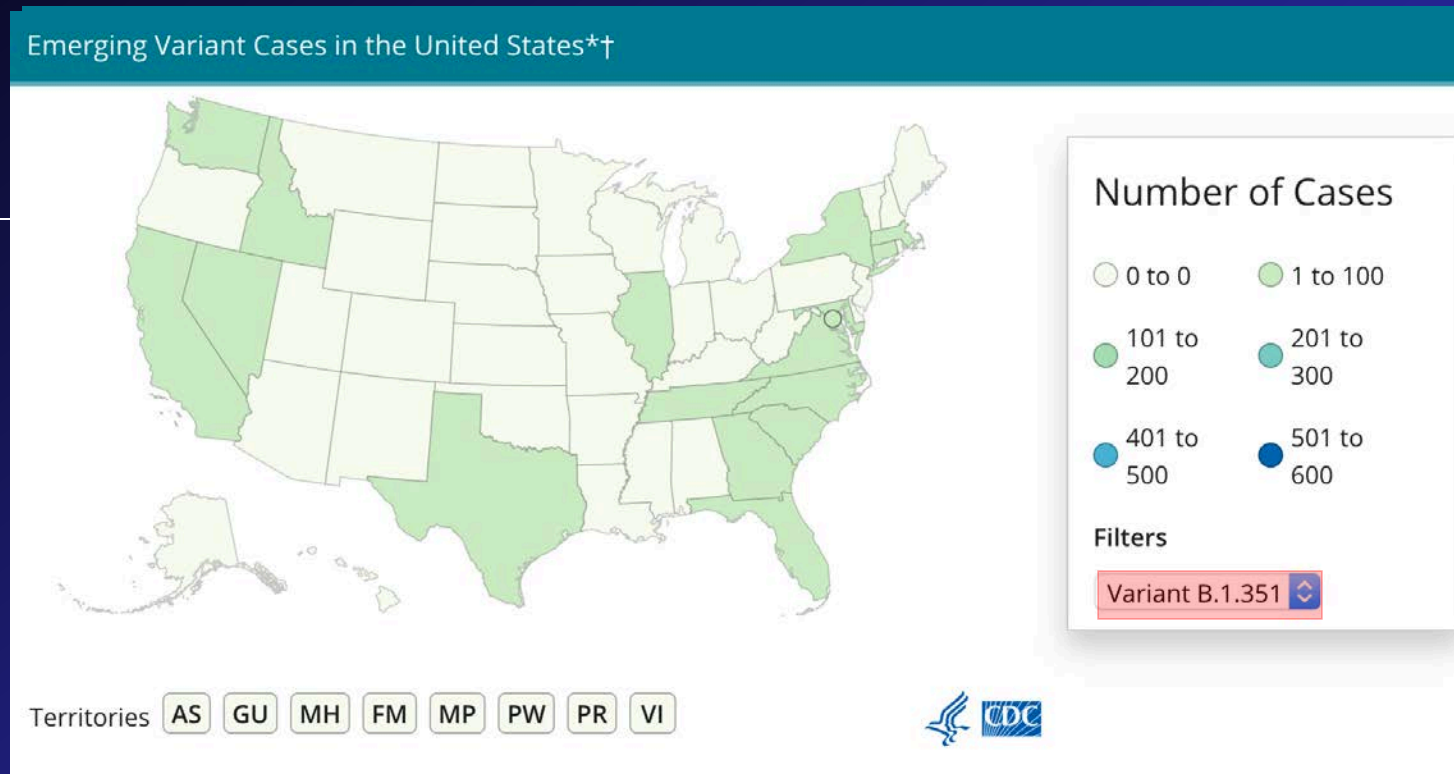 Emerging Variant Cases in the United States*†
Number of Cases
0 to 0
1 to 100
101 to
200
201 to
300
401 to
500
501 to
600
Filters
Variant B.1.351
Territories AS GU MH FM MP PW PR VI
CDC